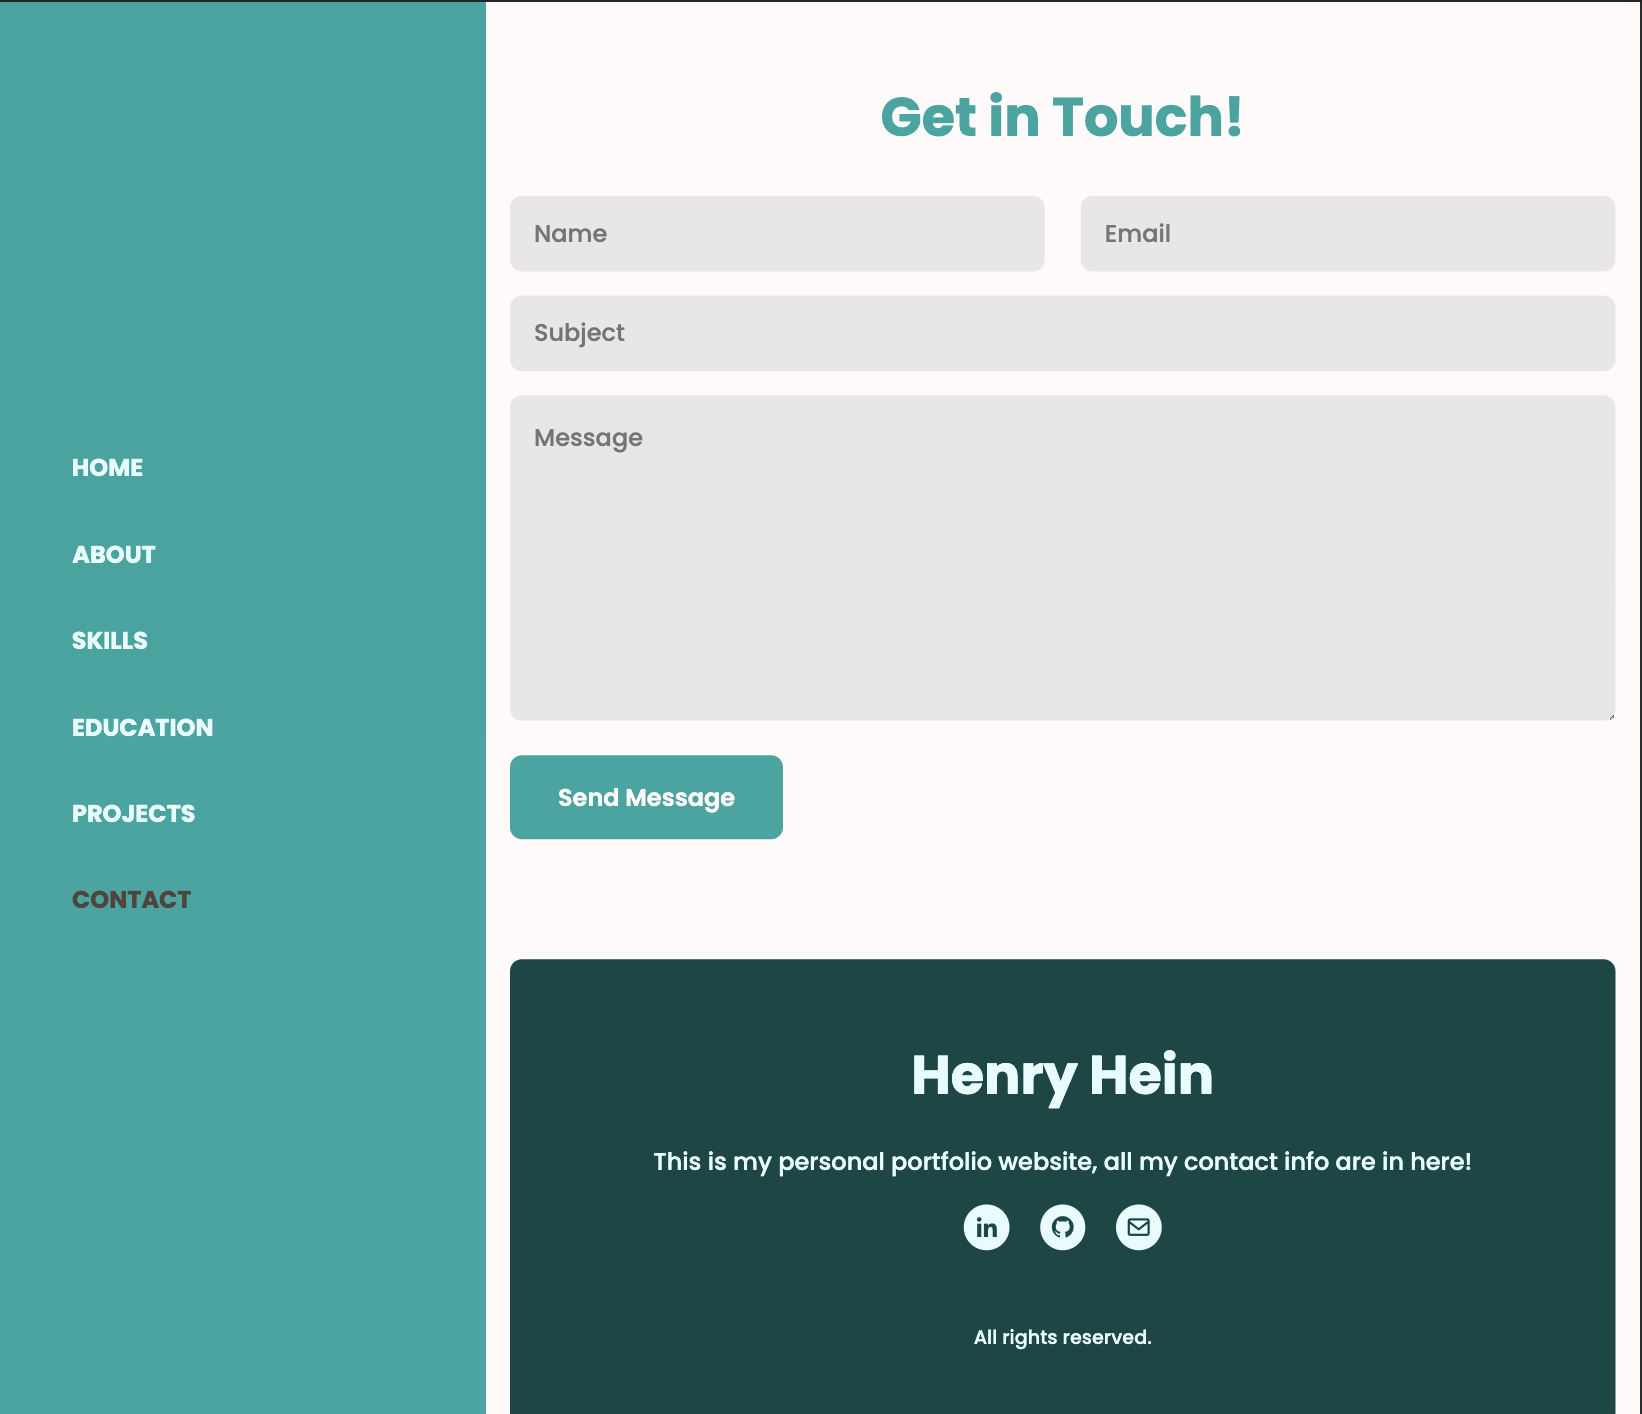 HOME
ABOUT
SKILLS
EDUCATION
PROJECTS
CONTACT
Get in Touch!
Name
Email
Subject
Message
Send Message
Henry Hein
This is my personal portfolio website, all my contact info are in here!
in
All rights reserved.